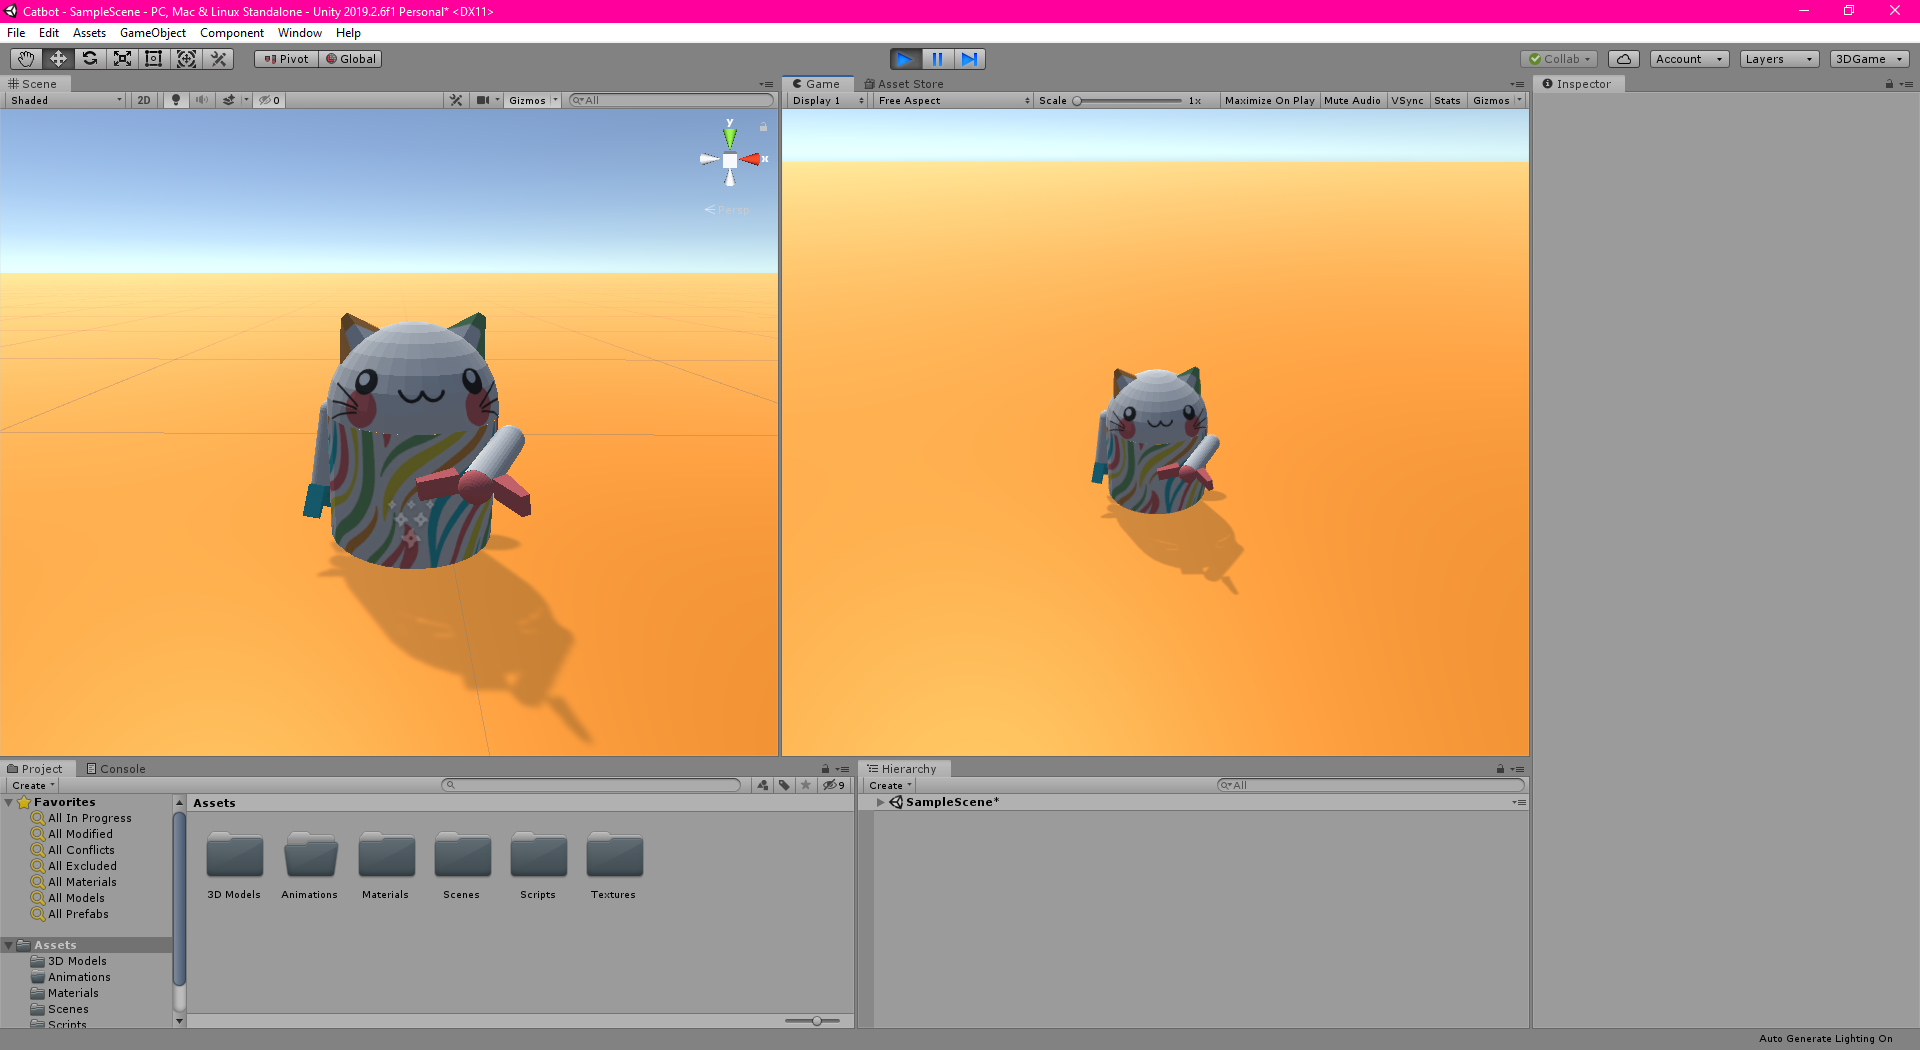 Catbot - SampleScene - PC, Mac & Linux Standalone - Unity 2019.2.6f1 Personal* <DX11>
File Edit Assets GameObject Component Window Help
Pivot Global Collab Account Layers 3DGame
Scene
Shaded 2D 0 Gizmos All
y
x
Persp
Game Asset Store
Display 1 Free Aspect Scale 1x Maximize On Play Mute Audio VSync Stats Gizmos
Inspector
Project Console
Create 9
Favorites
All In Progress
All Modified
All Conflicts
All Excluded
All Materials
All Models
All Prefabs
Assets
3D Models
Animations
Materials
Scenes
Scripts
Assets
3D Models Animations Materials Scenes Scripts Textures
Hierarchy
Create All
SampleScene*
Auto Generate Lighting On